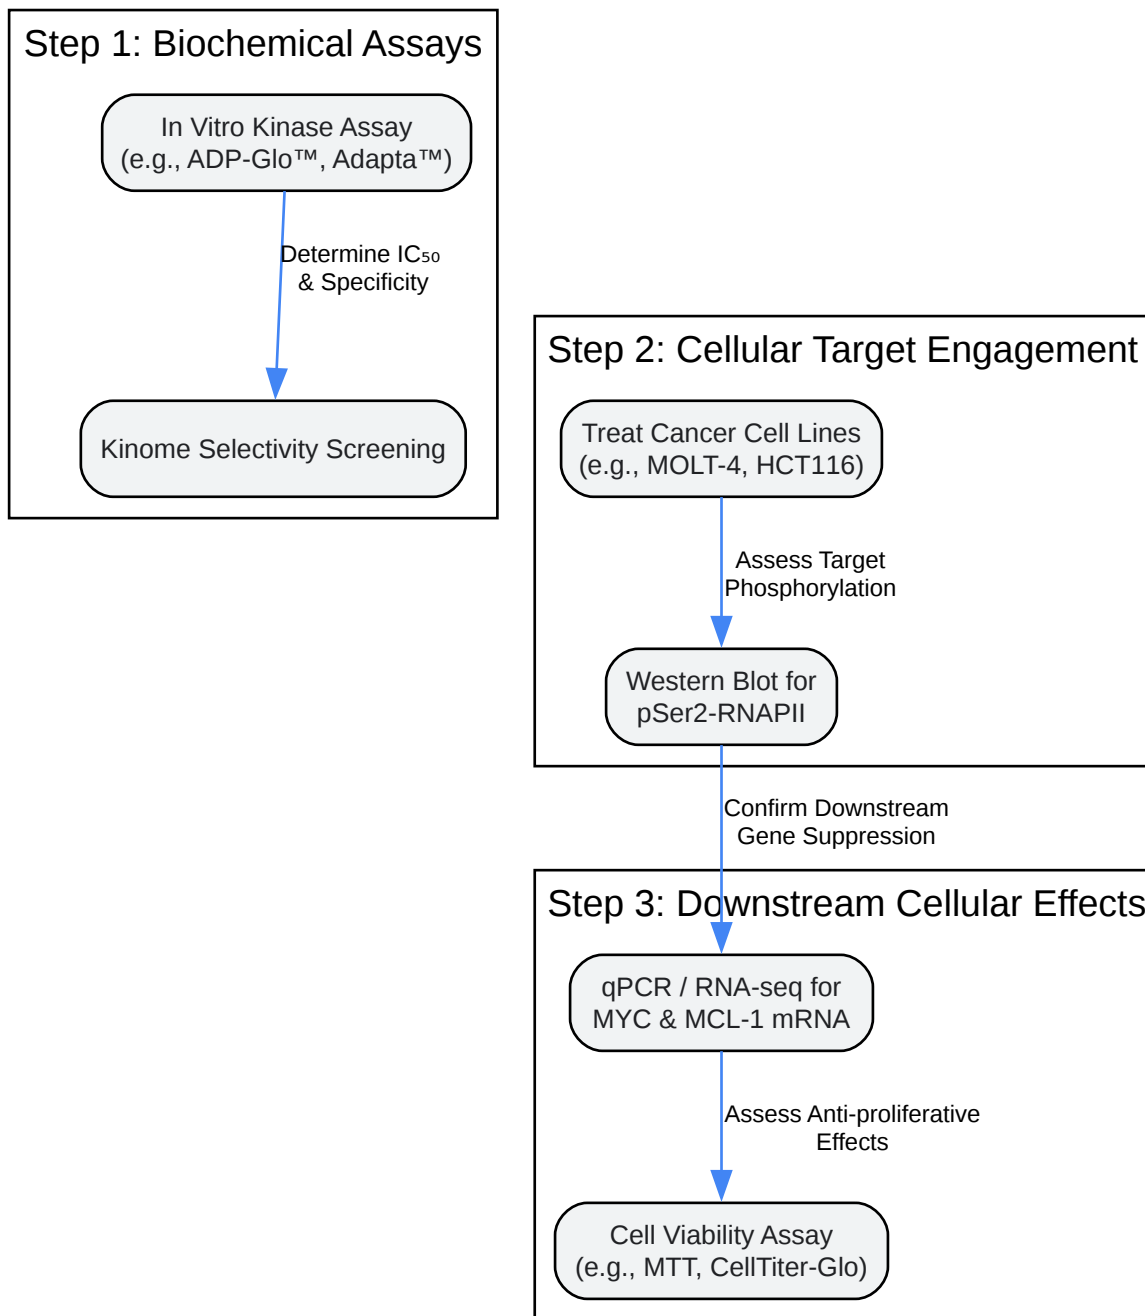 Step 1: Biochemical Assays
In Vitro Kinase Assay
(e.g., ADP-Glo™, Adapta™)
Determine IC₅₀
& Specificity
Kinome Selectivity Screening
Step 2: Cellular Target Engagement
Treat Cancer Cell Lines
(e.g., MOLT-4, HCT116)
Assess Target
Phosphorylation
Western Blot for
pSer2-RNAPII
Confirm Downstream
Gene Suppression
Step 3: Downstream Cellular Effects
qPCR / RNA-seq for
MYC & MCL-1 mRNA
Assess Anti-proliferative
Effects
Cell Viability Assay
(e.g., MTT, CellTiter-Glo)